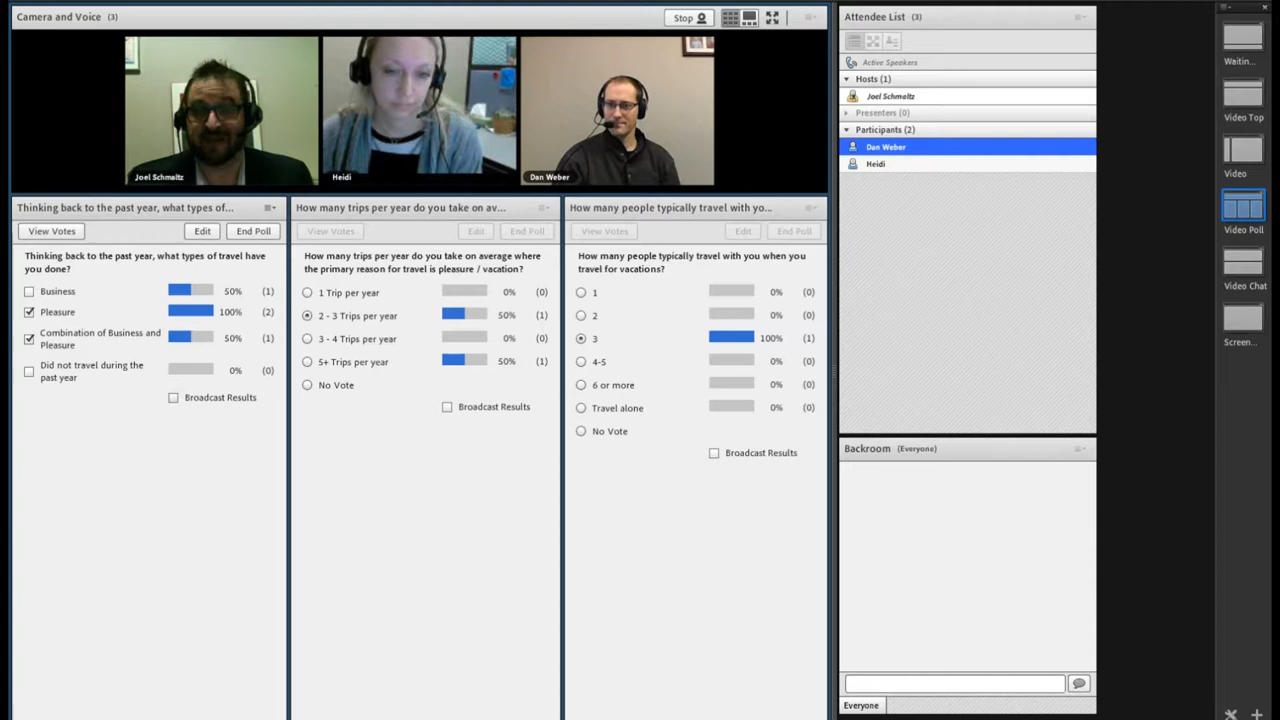 Camera and Voice (3)
Stop
Joel Schmaltz
Heidi
Dan Weber
Thinking back to the past year, what types of...
View Votes
Edit
End Poll
Thinking back to the past year, what types of travel have
you done?
Business 50% (1)
Pleasure 100% (2)
Combination of Business and
Pleasure 50% (1)
Did not travel during the
past year 0% (0)
Broadcast Results
How many trips per year do you take on av...
View Votes
Edit
End Poll
How many trips per year do you take on average where
the primary reason for travel is pleasure / vacation?
1 Trip per year 0% (0)
2 - 3 Trips per year 50% (1)
3 - 4 Trips per year 0% (0)
5+ Trips per year 50% (1)
No Vote
Broadcast Results
How many people typically travel with yo...
View Votes
Edit
End Poll
How many people typically travel with you when you
travel for vacations?
1 0% (0)
2 0% (0)
3 100% (1)
4-5 0% (0)
6 or more 0% (0)
Travel alone 0% (0)
No Vote
Broadcast Results
Attendee List (3)
Active Speakers
Hosts (1)
Joel Schmaltz
Presenters (0)
Participants (2)
Dan Weber
Heidi
Backroom (Everyone)
Everyone
Waitin...
Video Top
Video
Video Poll
Video Chat
Screen...